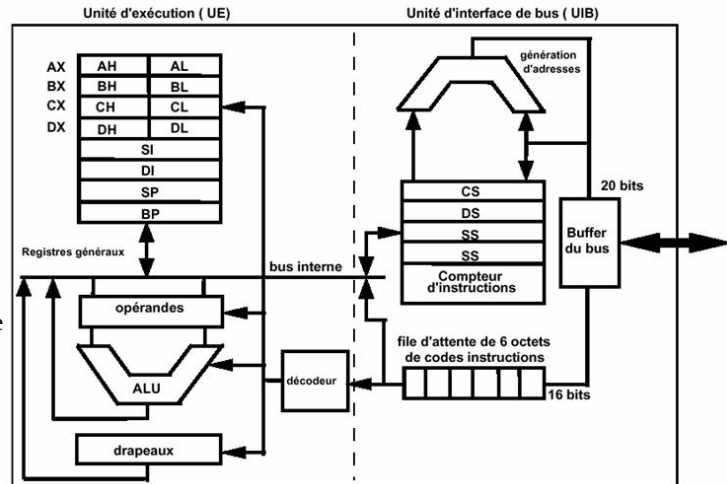 Unité d'exécution ( UE)
Unité d'interface de bus ( UIB)
AX AH AL
BX BH BL
CX CH CL
DX DH DL
SI
DI
SP
BP
Registres généraux
bus interne
opérandes
ALU
décodeur
drapeaux
génération
d'adresses
CS
DS
SS
SS
Compteur
d'instructions
20 bits
Buffer
du bus
file d'attente de 6 octets
de codes instructions
16 bits
e